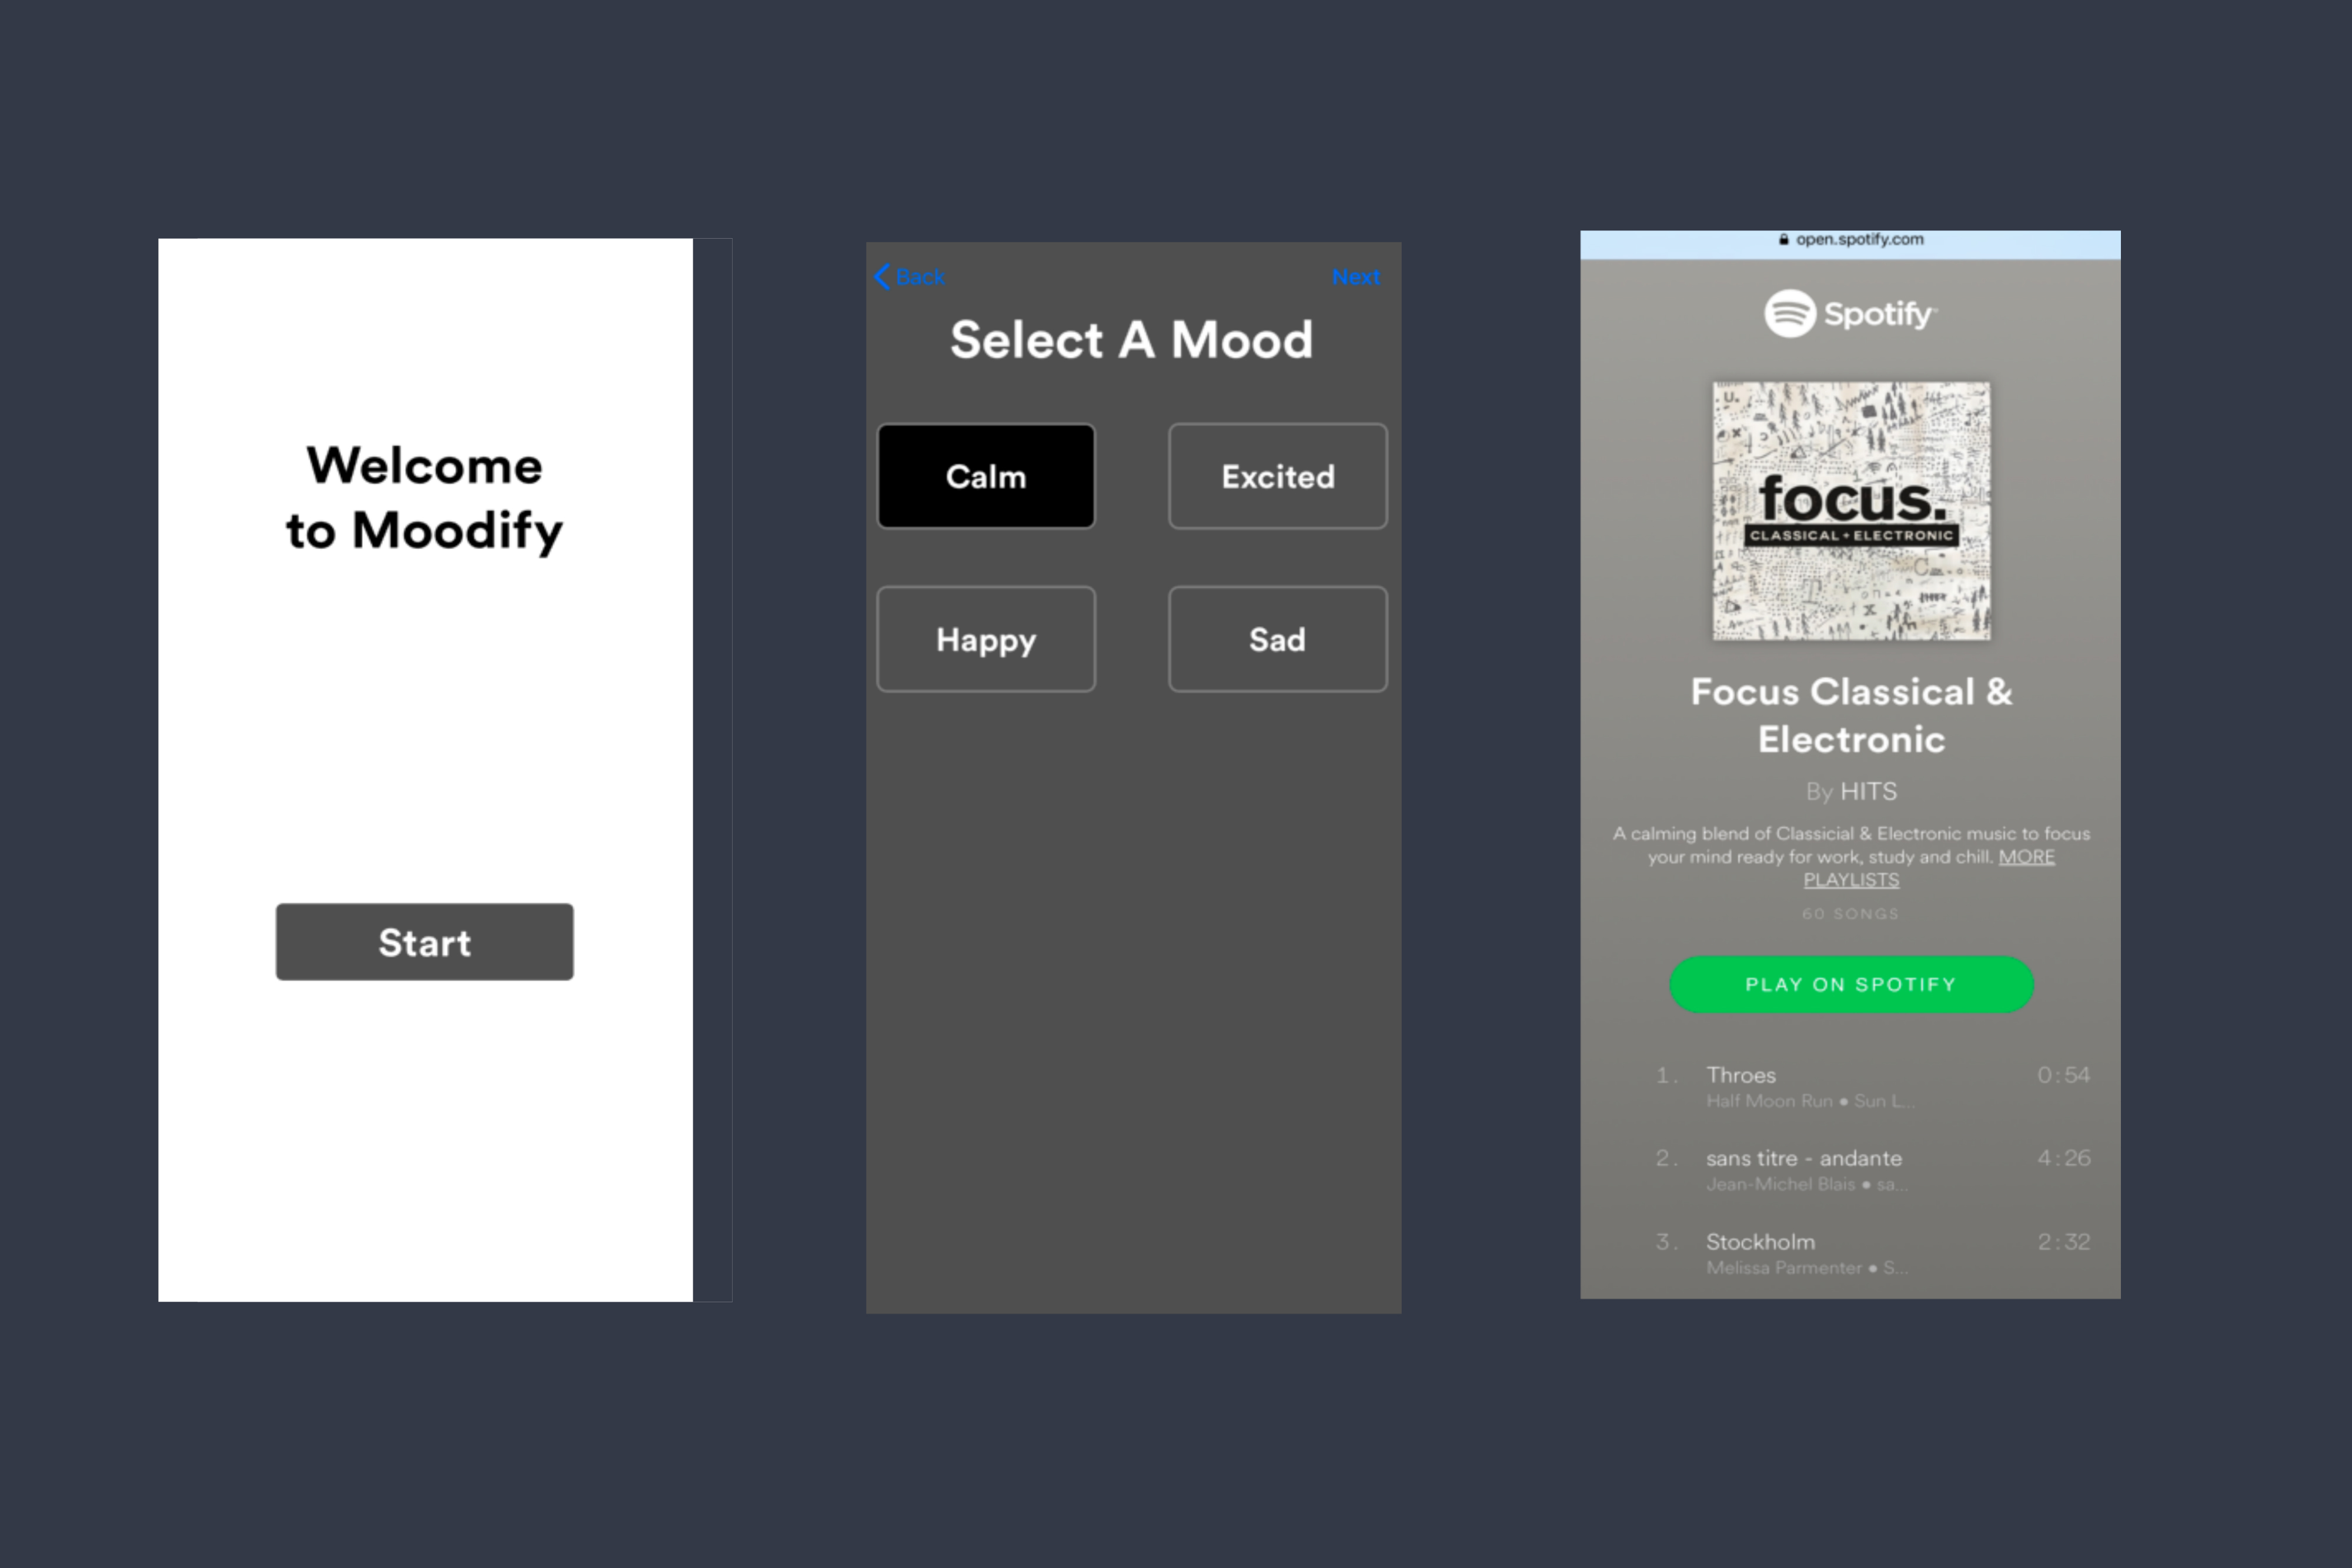 Welcome
to Moodify
Start
Back
Next
Select A Mood
Calm
Excited
Happy
Sad
open.spotify.com
Spotify
focus.
CLASSICAL + ELECTRONIC
Focus Classical &
Electronic
By HITS
A calming blend of Classicial & Electronic music to focus
your mind ready for work, study and chill. MORE
PLAYLISTS
60 SONGS
PLAY ON SPOTIFY
1. Throes 0:54
Half Moon Run • Sun L...
2. sans titre - andante 4:26
Jean-Michel Blais • sa...
3. Stockholm 2:32
Melissa Parmenter • S...